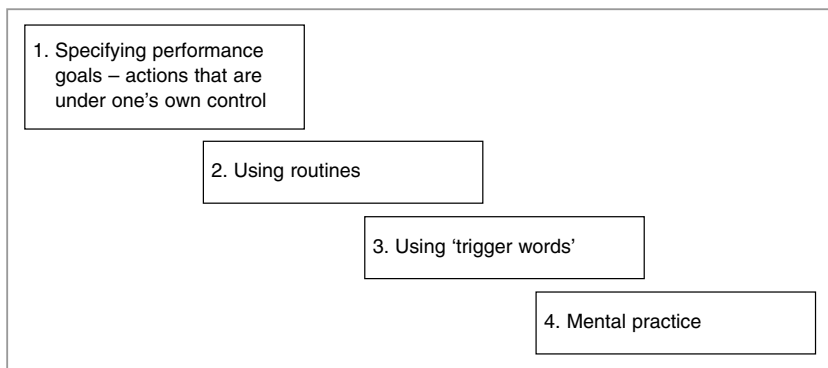 1. Specifying performance
goals – actions that are
under one's own control
2. Using routines
3. Using ‘trigger words’
4. Mental practice